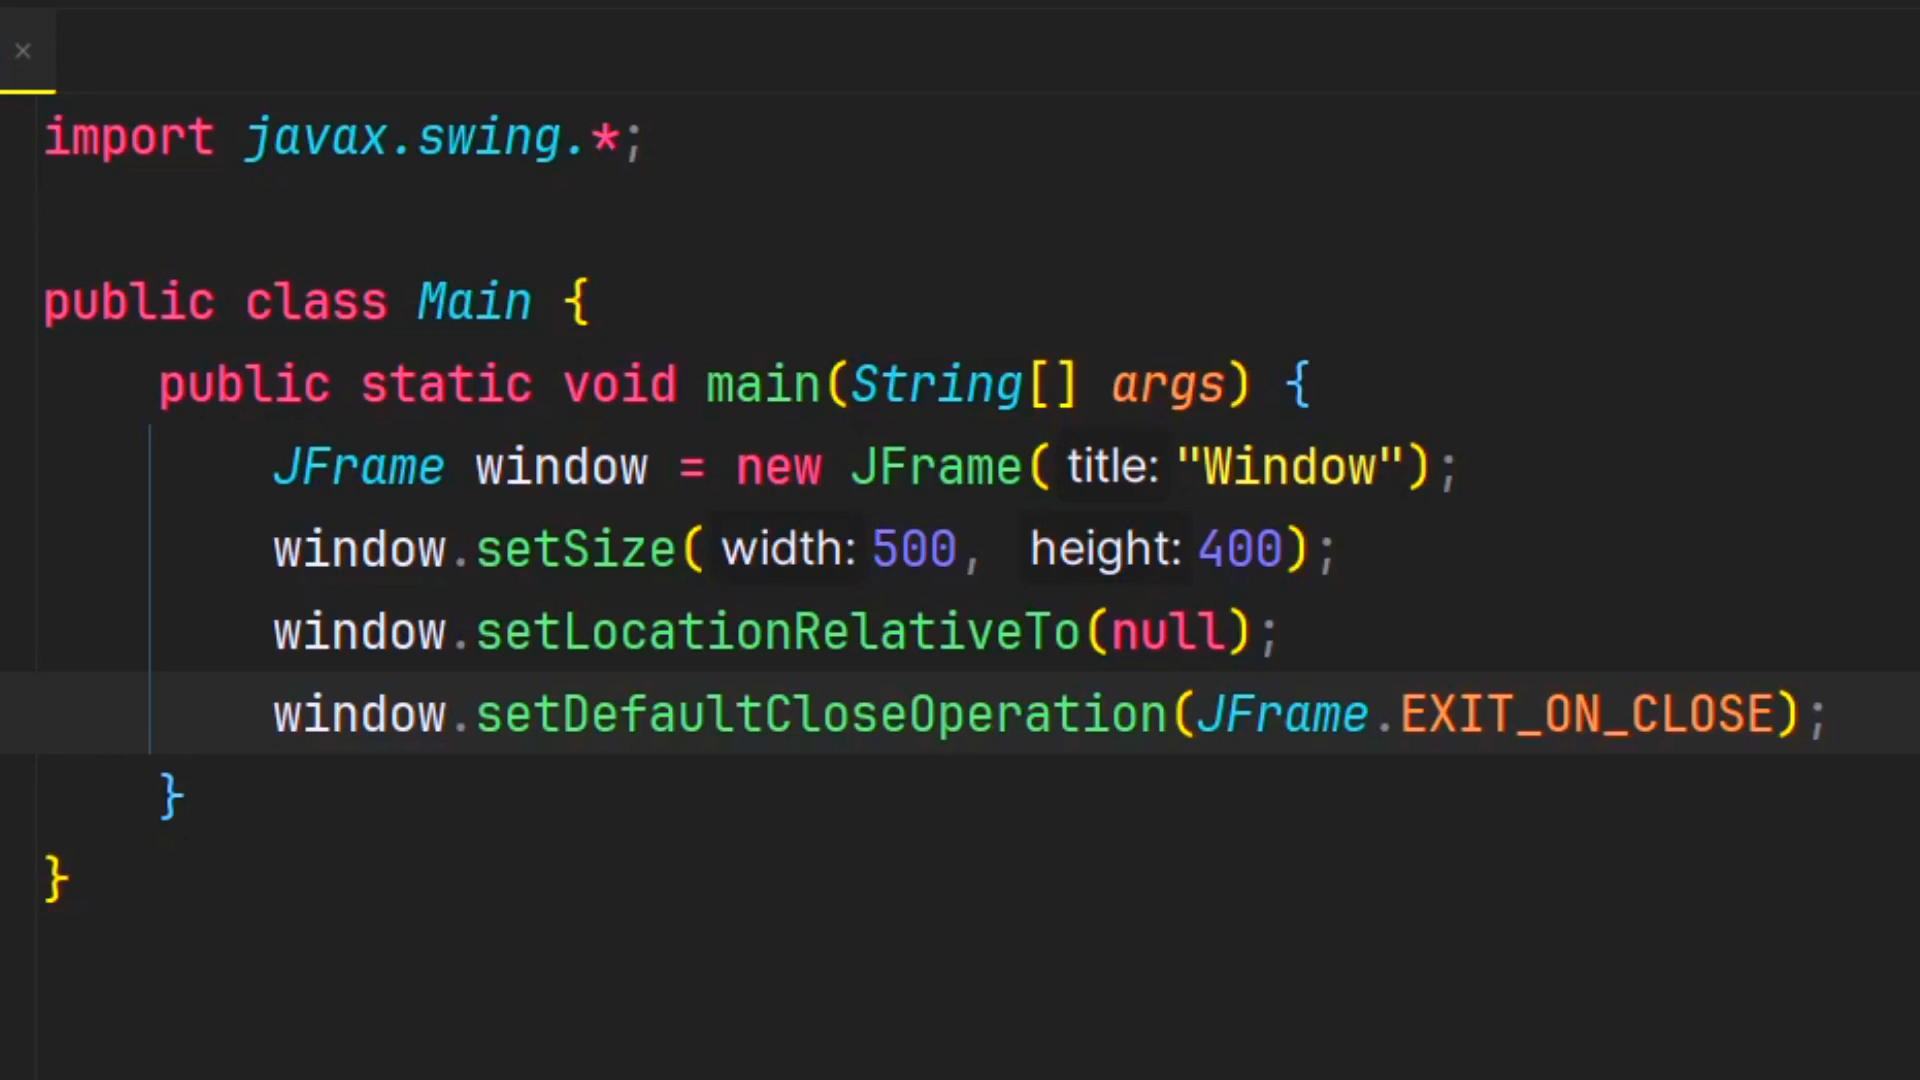 import javax.swing.*;
public class Main {
public static void main(String[] args) {
JFrame window = new JFrame( title: "Window");
window.setSize( width: 500, height: 400);
window.setLocationRelativeTo(null);
window.setDefaultCloseOperation(JFrame.EXIT_ON_CLOSE);
}
}